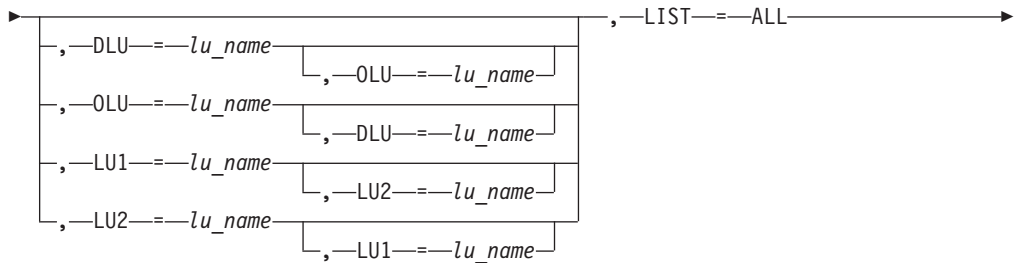 , LIST = ALL
, DLU = lu_name
, OLU = lu_name
, OLU = lu_name
, DLU = lu_name
, LU1 = lu_name
, LU2 = lu_name
, LU2 = lu_name
, LU1 = lu_name